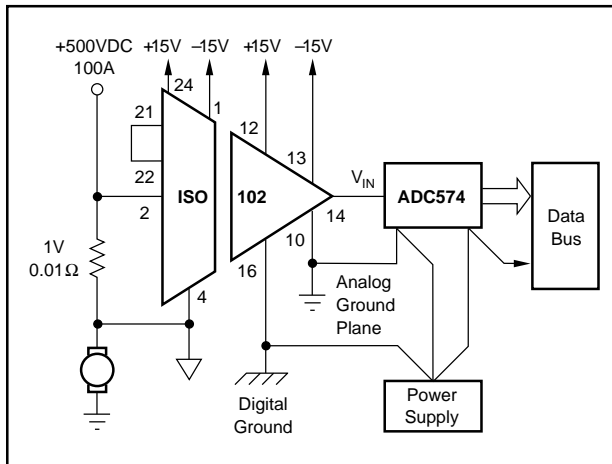 +500VDC
100A
+15V
–15V
+15V
–15V
24
21
1
12
22
13
2
ISO
102
VIN
ADC574
14
Data
Bus
1V
0.01Ω
10
16
4
Analog
Ground
Plane
Digital
Ground
Power
Supply